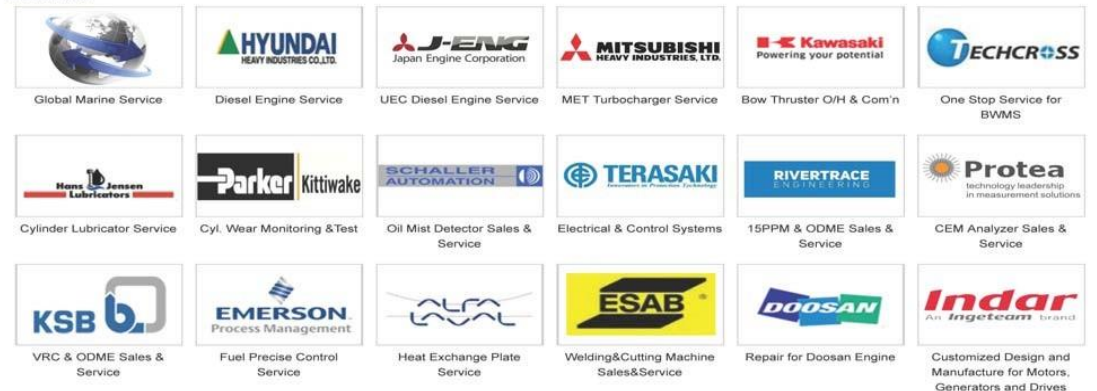 HYUNDAI
HEAVY INDUSTRIES CO.,LTD.
J-ENG
Japan Engine Corporation
MITSUBISHI
HEAVY INDUSTRIES, LTD.
Kawasaki
Powering your potential
TECHCROSS
Global Marine Service
Diesel Engine Service
UEC Diesel Engine Service
MET Turbocharger Service
Bow Thruster O/H & Com'n
One Stop Service for
BWMS
Hans Jensen
Lubricators
Parker Kittiwake
SCHALLER
AUTOMATION
TERASAKI
Innovators in Protection Technology
RIVERTRACE
ENGINEERING
Protea
technology leadership
in measurement solutions
Cylinder Lubricator Service
Cyl. Wear Monitoring &Test
Oil Mist Detector Sales &
Service
Electrical & Control Systems
15PPM & ODME Sales &
Service
CEM Analyzer Sales &
Service
KSB b
EMERSON
Process Management
ALFA
LAVAL
ESAB
DOOSAN
Indar
An Ingeteam brand
VRC & ODME Sales &
Service
Fuel Precise Control
Service
Heat Exchange Plate
Service
Welding&Cutting Machine
Sales&Service
Repair for Doosan Engine
Customized Design and
Manufacture for Motors,
Generators and Drives